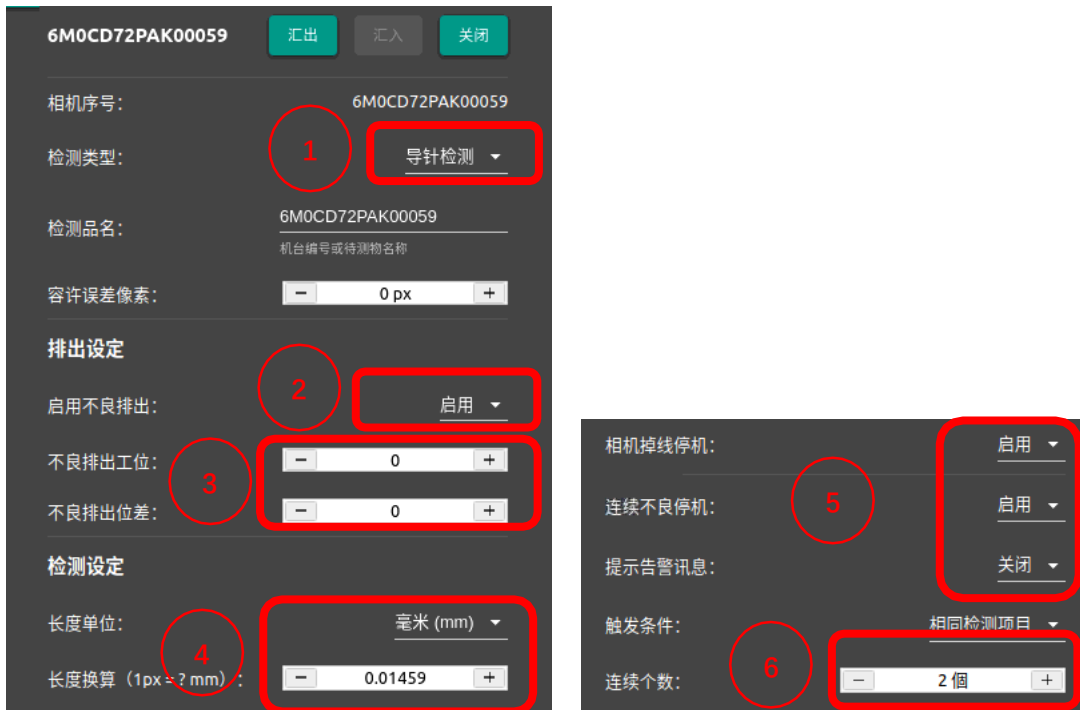 6M0CD72PAK00059 汇出 汇入 关闭
相机序号： 6M0CD72PAK00059
检测类型： 1 导针检测
检测品名： 6M0CD72PAK00059
机台编号或待测物名称
容许误差像素： − 0 px +
排出设定
启用不良排出： 2 启用
不良排出工位： − 0 +
3
不良排出位差： − 0 +
检测设定
长度单位： 毫米 (mm)
4
长度换算（1px = ? mm）： − 0.01459 +
相机掉线停机： 启用
连续不良停机： 5 启用
提示告警讯息： 关闭
触发条件： 相同检测项目
连续个数： 6 − 2 個 +